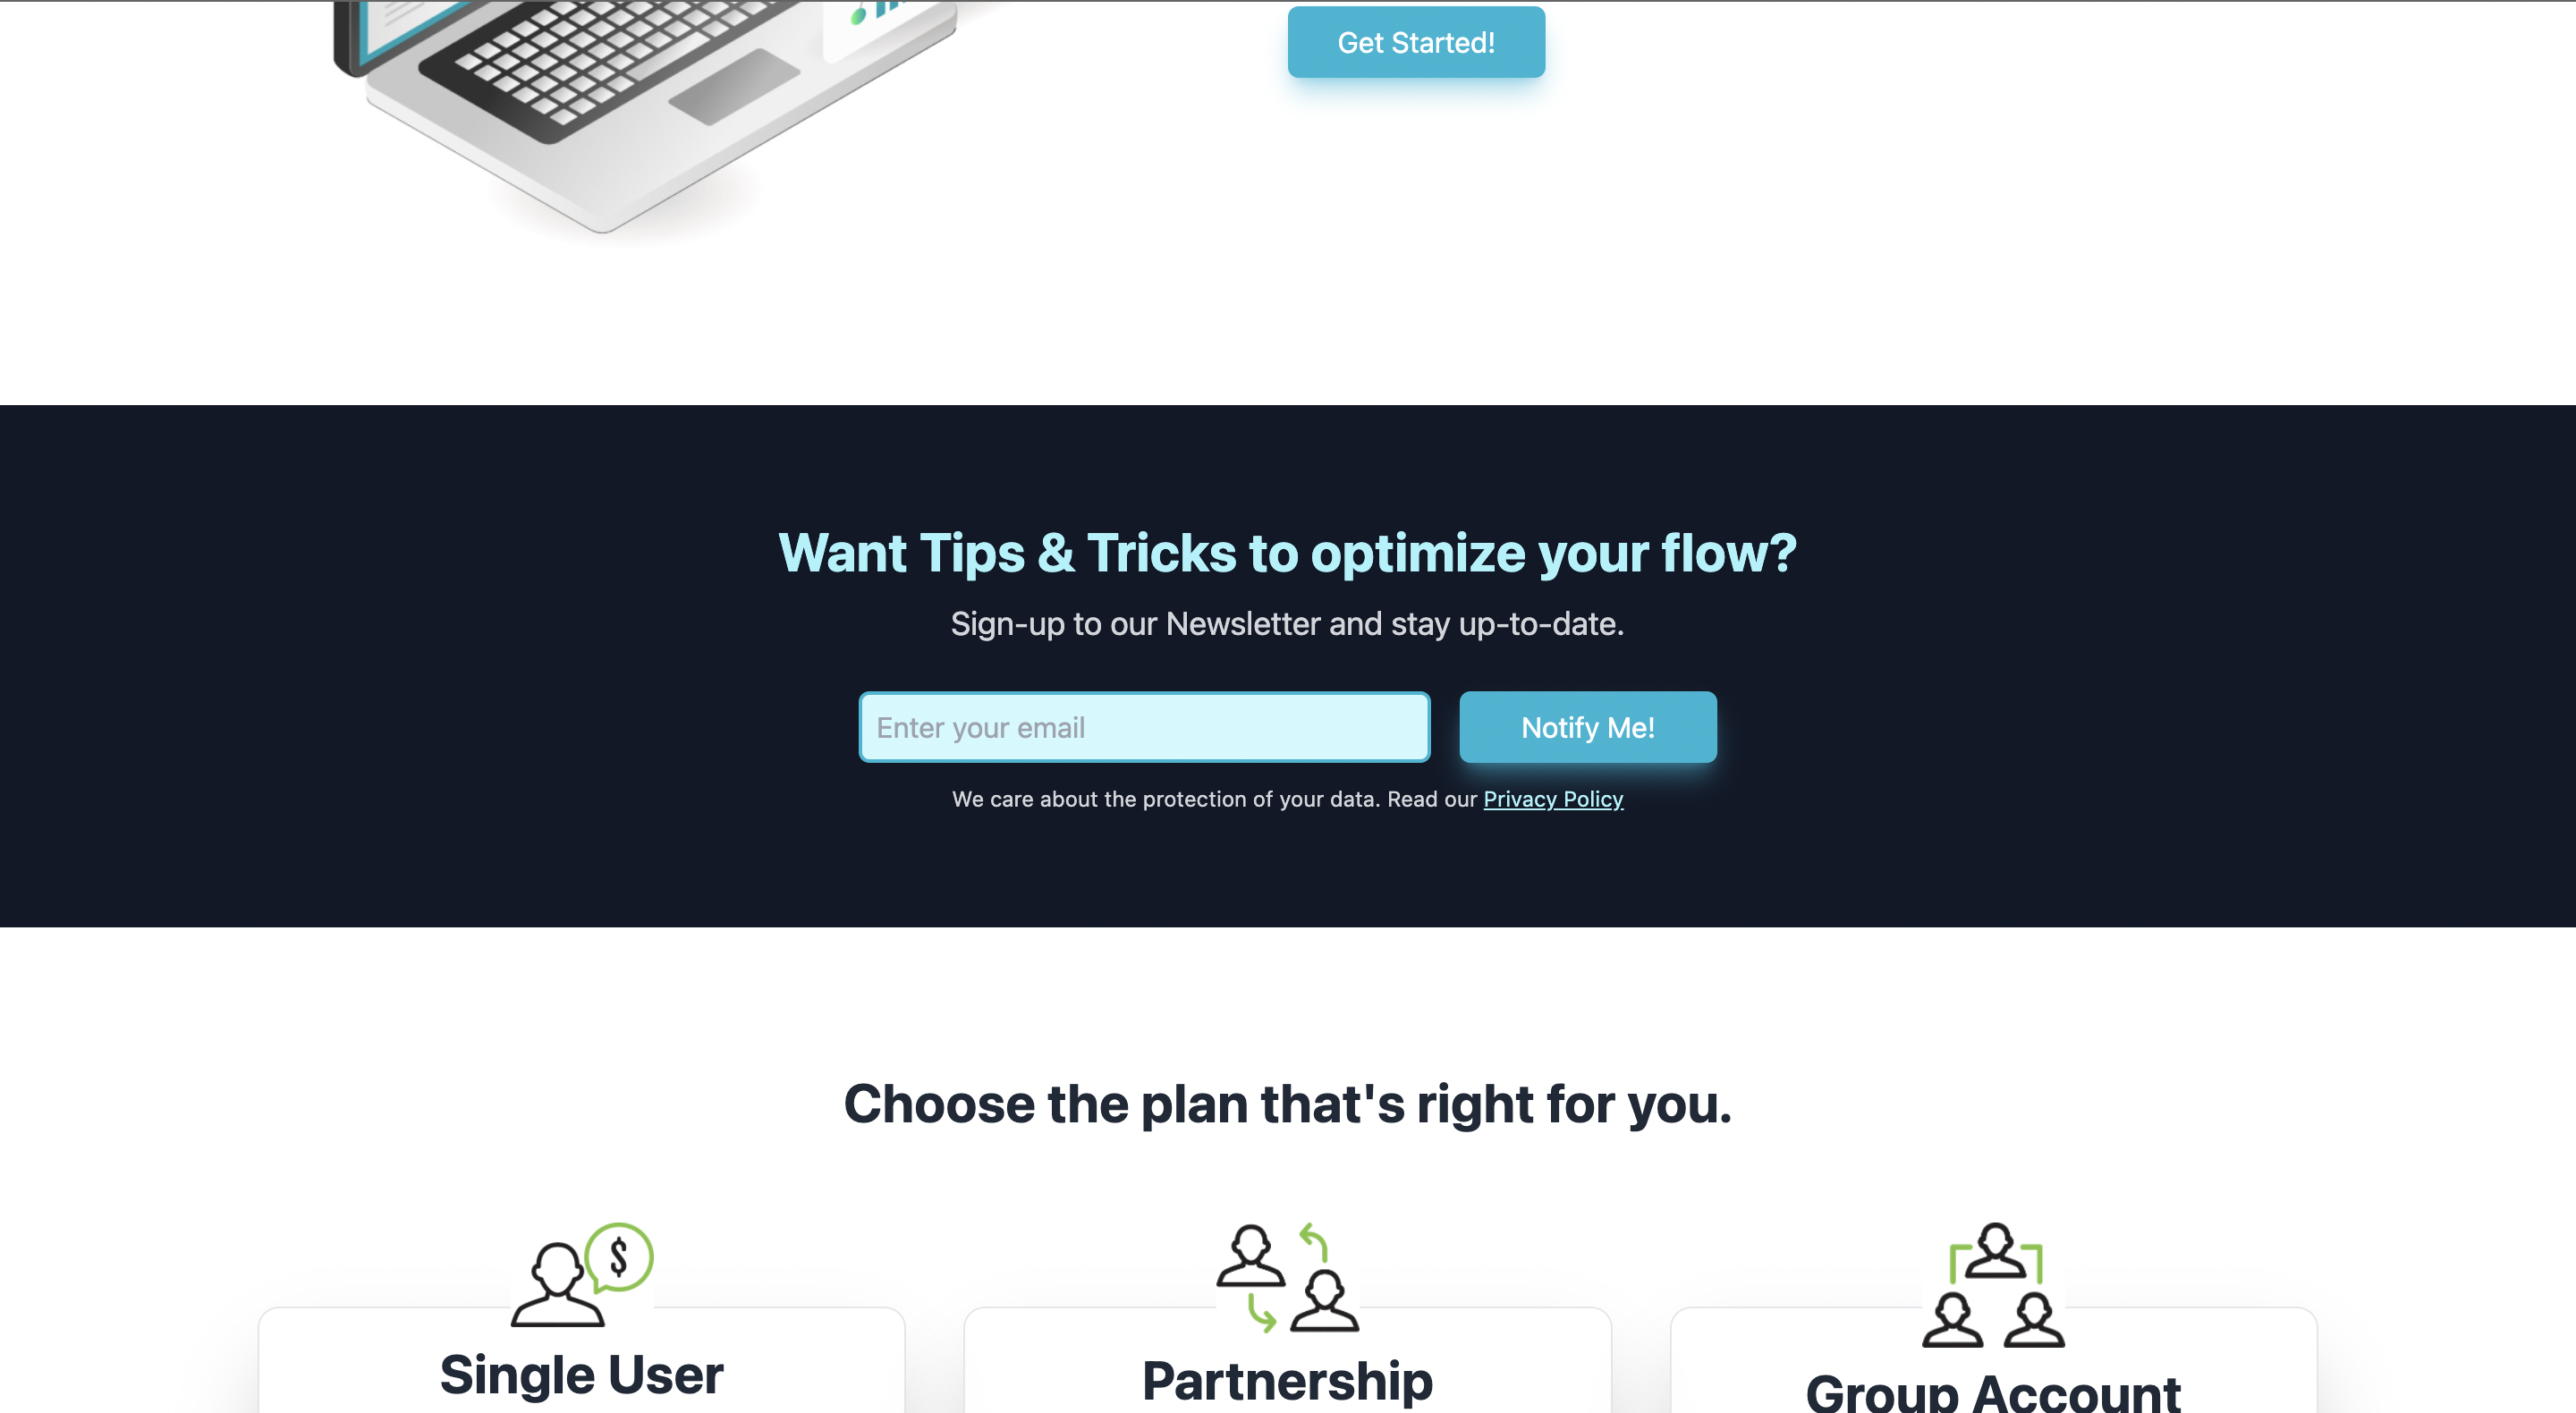 Get Started!
Want Tips & Tricks to optimize your flow?
Sign-up to our Newsletter and stay up-to-date.
Enter your email
Notify Me!
We care about the protection of your data. Read our Privacy Policy
Choose the plan that's right for you.
$
Single User
Partnership
Group Account